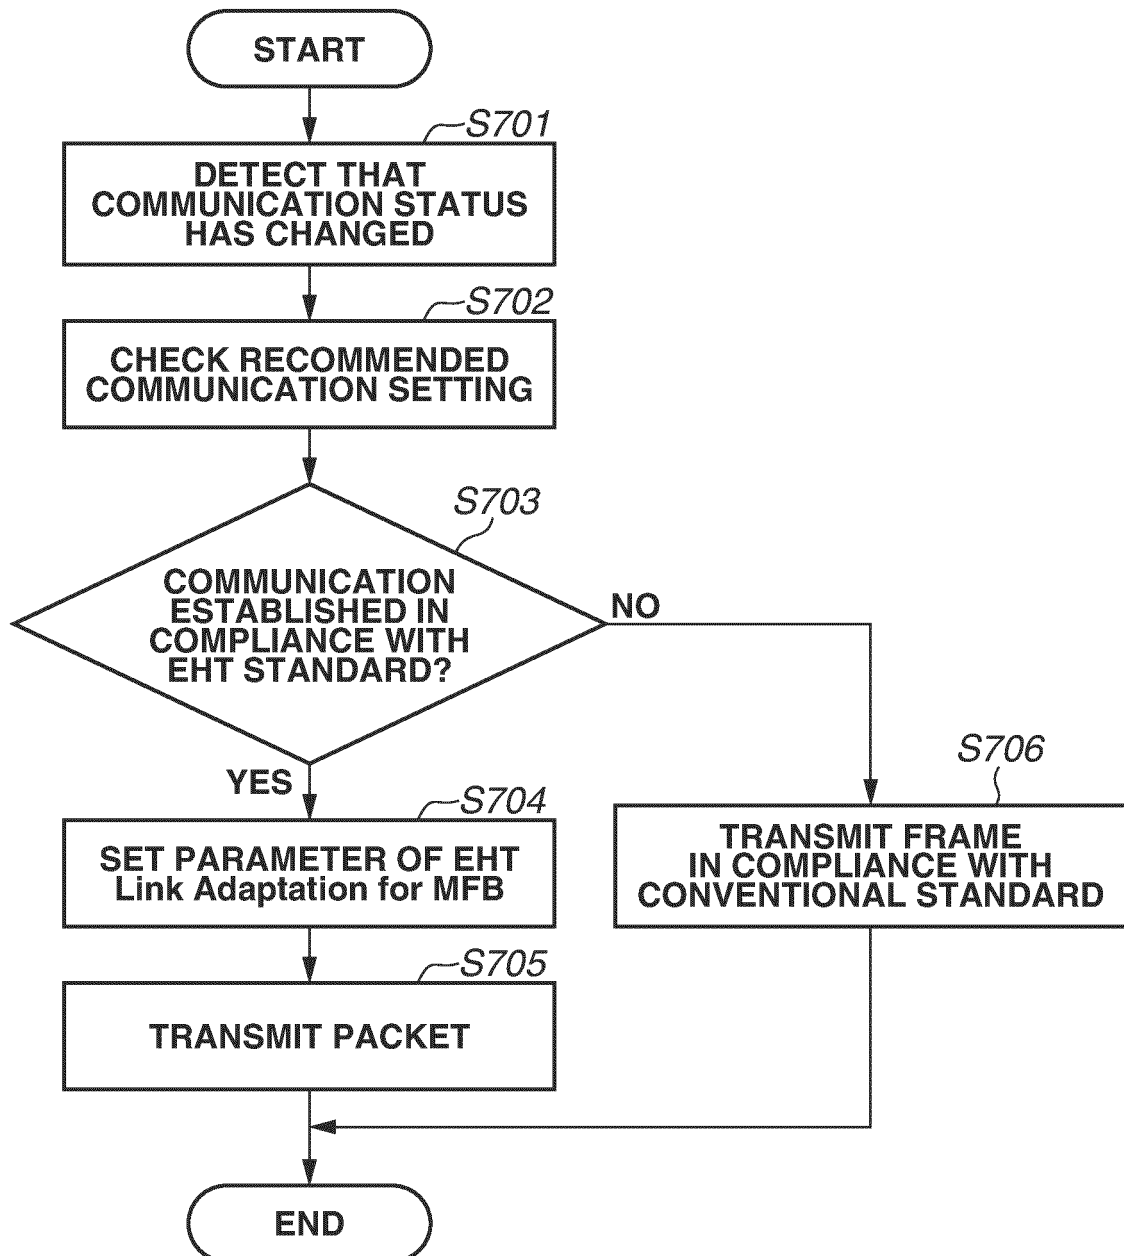 START
S701
DETECT THAT
COMMUNICATION STATUS
HAS CHANGED
S702
CHECK RECOMMENDED
COMMUNICATION SETTING
S703
COMMUNICATION
ESTABLISHED IN
COMPLIANCE WITH
EHT STANDARD?
NO
YES
S704
SET PARAMETER OF EHT
Link Adaptation for MFB
S706
TRANSMIT FRAME
IN COMPLIANCE WITH
CONVENTIONAL STANDARD
S705
TRANSMIT PACKET
END